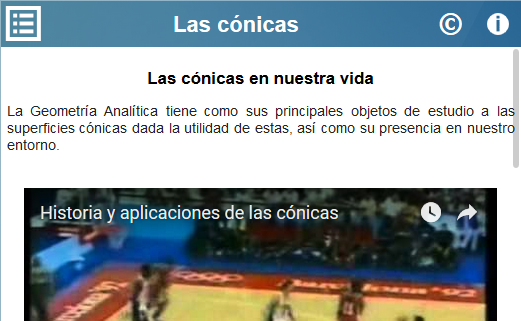 Las cónicas
©
Las cónicas en nuestra vida
La Geometría Analítica tiene como sus principales objetos de estudio a las
superficies cónicas dada la utilidad de estas, así como su presencia en nuestro
entorno.
Historia y aplicaciones de las cónicas